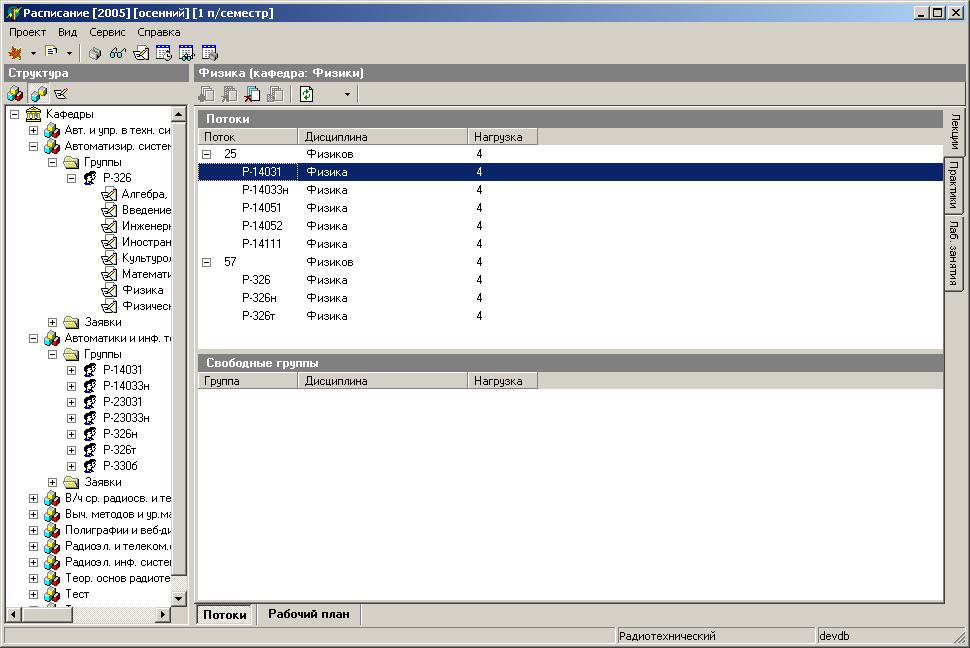 Расписание [2005] [осенний] [1 п/семестр]
Проект Вид Сервис Справка
Структура
Кафедры
Авт. и упр. в техн. си
Автоматизир. систем
Группы
Р-326
Алгебра,
Введение
Инженерн
Иностран
Культурол
Математи
Физика
Физическ
Заявки
Автоматики и инф. т
Группы
Р-14031
Р-14033н
Р-23031
Р-23033н
Р-326н
Р-326т
Р-330б
Заявки
В/ч ср. радиосв. и те
Выч. методов и ур.ма
Полиграфии и веб-ди
Радиоэл. и телеком.
Радиоэл. инф. систе
Теор. основ радиоте
Тест
Физика (кафедра: Физики)
Потоки
Поток Дисциплина Нагрузка
25 Физиков 4
Р-14031 Физика 4
Р-14033н Физика 4
Р-14051 Физика 4
Р-14052 Физика 4
Р-14111 Физика 4
57 Физиков 4
Р-326 Физика 4
Р-326н Физика 4
Р-326т Физика 4
Свободные группы
Группа Дисциплина Нагрузка
Лекции
Практики
Лаб. занятия
Потоки Рабочий план
Радиотехнический devdb